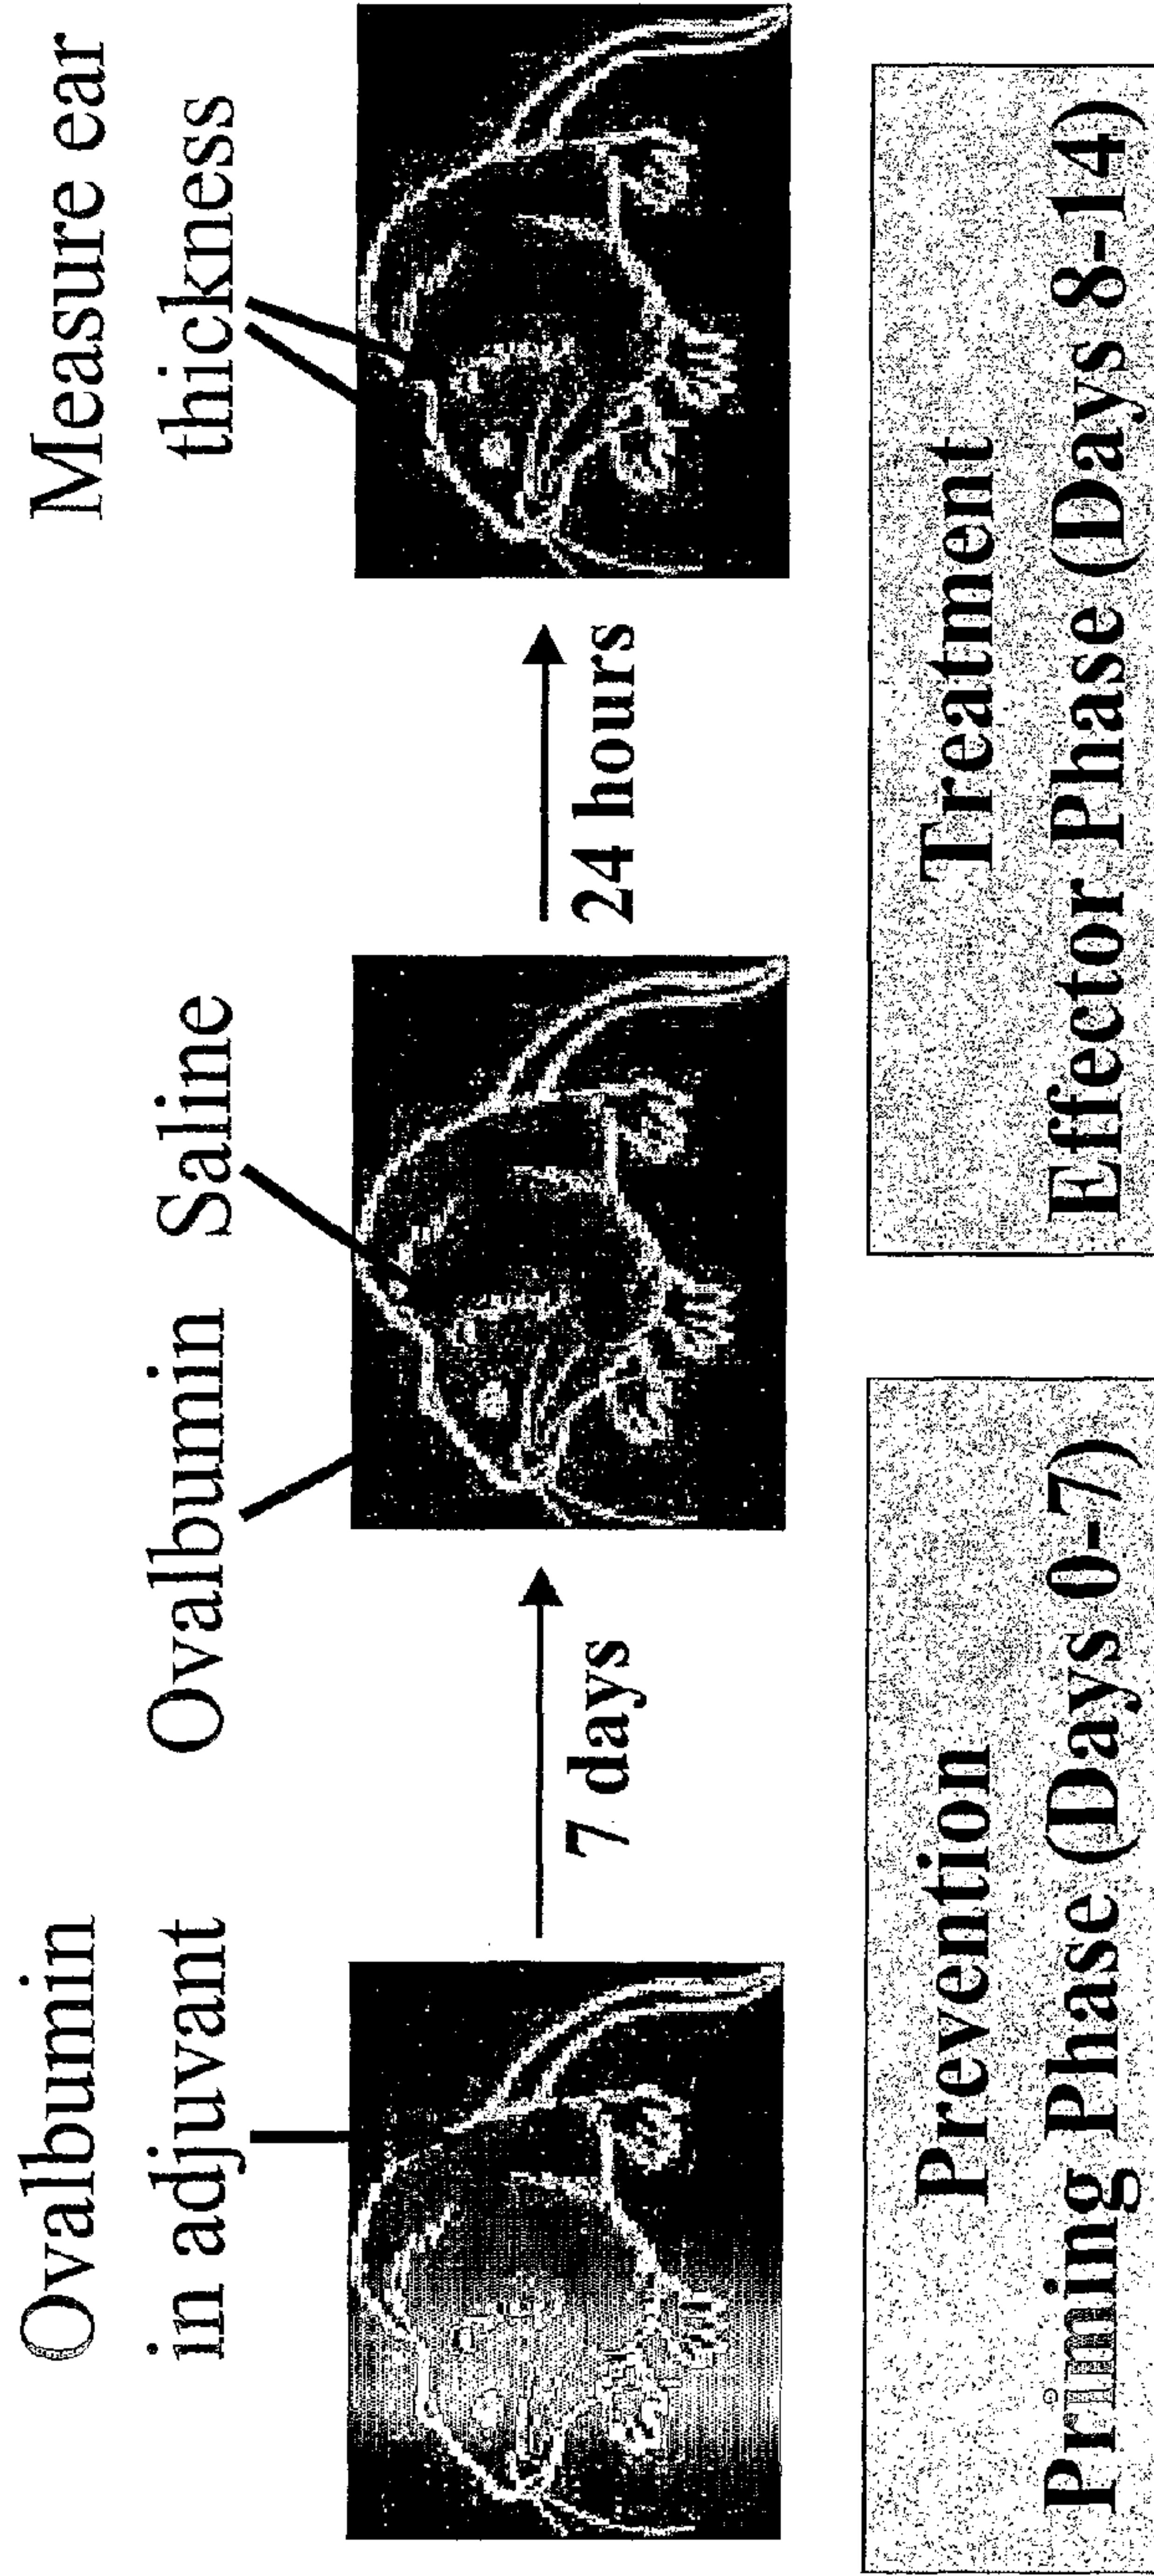 Ovalbumin
in adjuvant
7 days
Ovalbumin Saline
24 hours
Measure ear
thickness
Prevention
Priming Phase (Days 0-7)
Treatment
Effector Phase (Days 8-14)